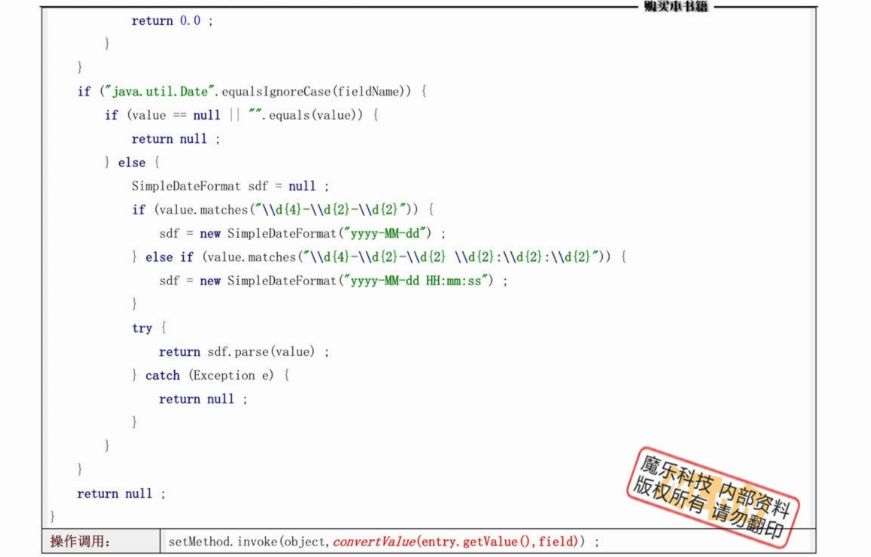 购买本书籍
return 0.0 ;
}
}
if ("java.util.Date".equalsIgnoreCase(fieldName)) {
if (value == null || "".equals(value)) {
return null ;
} else {
SimpleDateFormat sdf = null ;
if (value.matches("\\d{4}-\\d{2}-\\d{2}")) {
sdf = new SimpleDateFormat("yyyy-MM-dd") ;
} else if (value.matches("\\d{4}-\\d{2}-\\d{2} \\d{2}:\\d{2}:\\d{2}")) {
sdf = new SimpleDateFormat("yyyy-MM-dd HH:mm:ss") ;
}
try {
return sdf.parse(value) ;
} catch (Exception e) {
return null ;
}
}
}
return null ;
}
魔乐科技 内部资料
版权所有 请勿翻印
操作调用: setMethod.invoke(object,convertValue(entry.getValue(),field)) ;